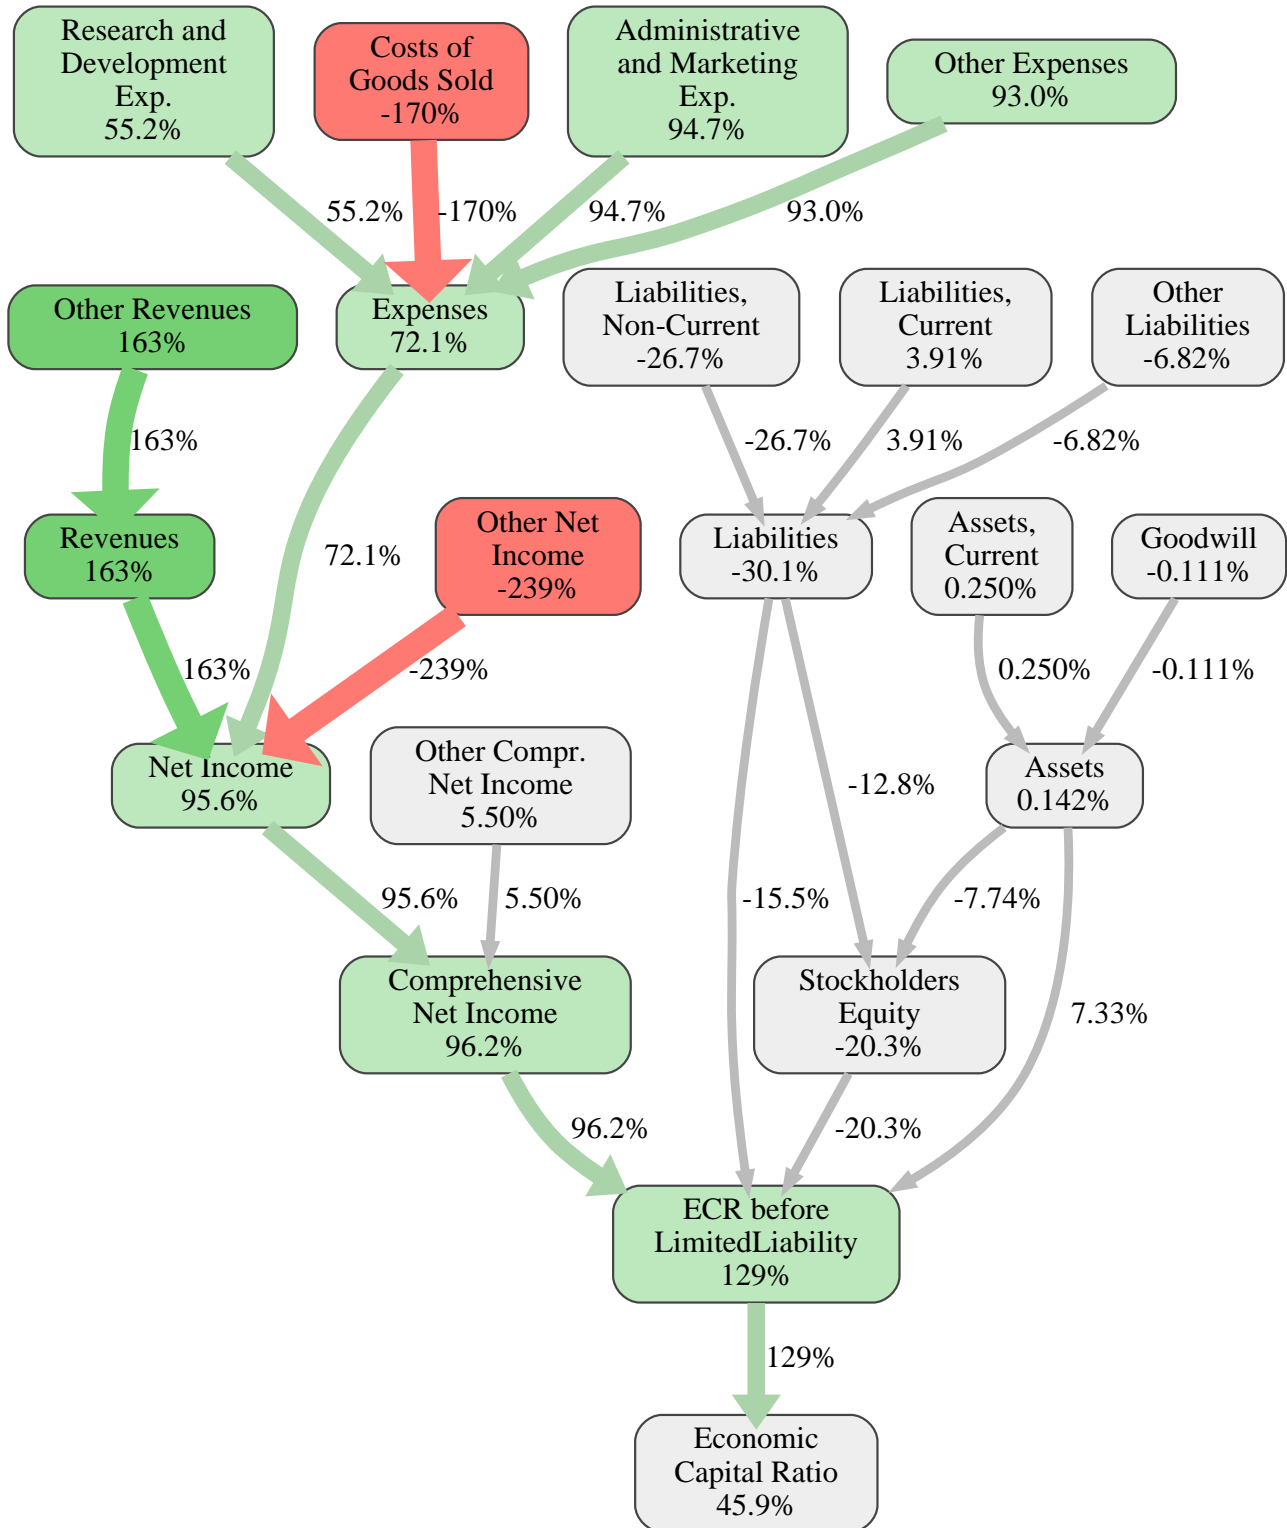 Research and
Development
Exp.
55.2%
Costs of
Goods Sold
-170%
Administrative
and Marketing
Exp.
94.7%
Other Expenses
93.0%
55.2%
-170%
94.7%
93.0%
Other Revenues
163%
Expenses
72.1%
Liabilities,
Non-Current
-26.7%
Liabilities,
Current
3.91%
Other
Liabilities
-6.82%
163%
-26.7%
3.91%
-6.82%
Revenues
163%
72.1%
Other Net
Income
-239%
Liabilities
-30.1%
Assets,
Current
0.250%
Goodwill
-0.111%
163%
-239%
0.250%
-0.111%
Net Income
95.6%
Other Compr.
Net Income
5.50%
-12.8%
Assets
0.142%
95.6%
5.50%
-15.5%
-7.74%
Comprehensive
Net Income
96.2%
Stockholders
Equity
-20.3%
7.33%
96.2%
-20.3%
ECR before
LimitedLiability
129%
129%
Economic
Capital Ratio
45.9%